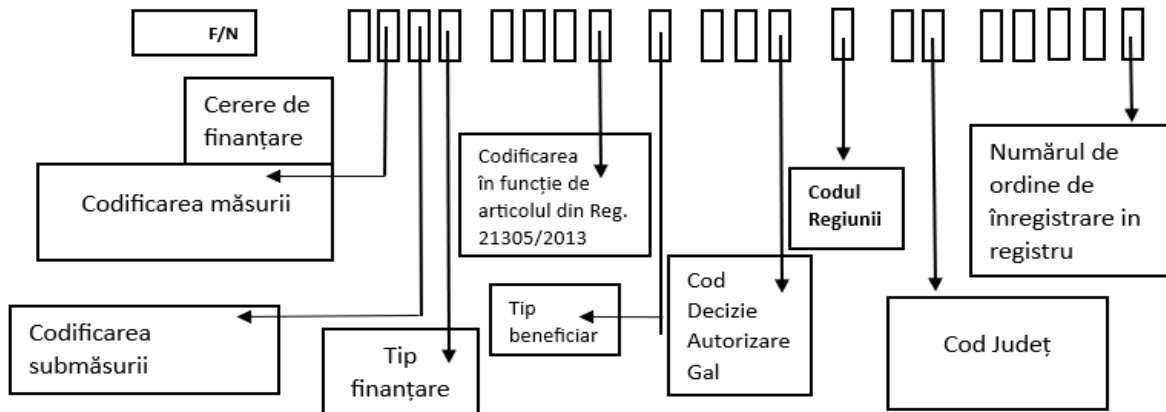 F/N
Cerere de
finanțare
Codificarea măsurii
Codificarea
submăsurii
Tip
finanțare
Codificarea
în funcție de
articolul din Reg.
21305/2013
Tip
beneficiar
Cod
Decizie
Autorizare
Gal
Codul
Regiunii
Cod Județ
Numărul de
ordine de
înregistrare in
registru